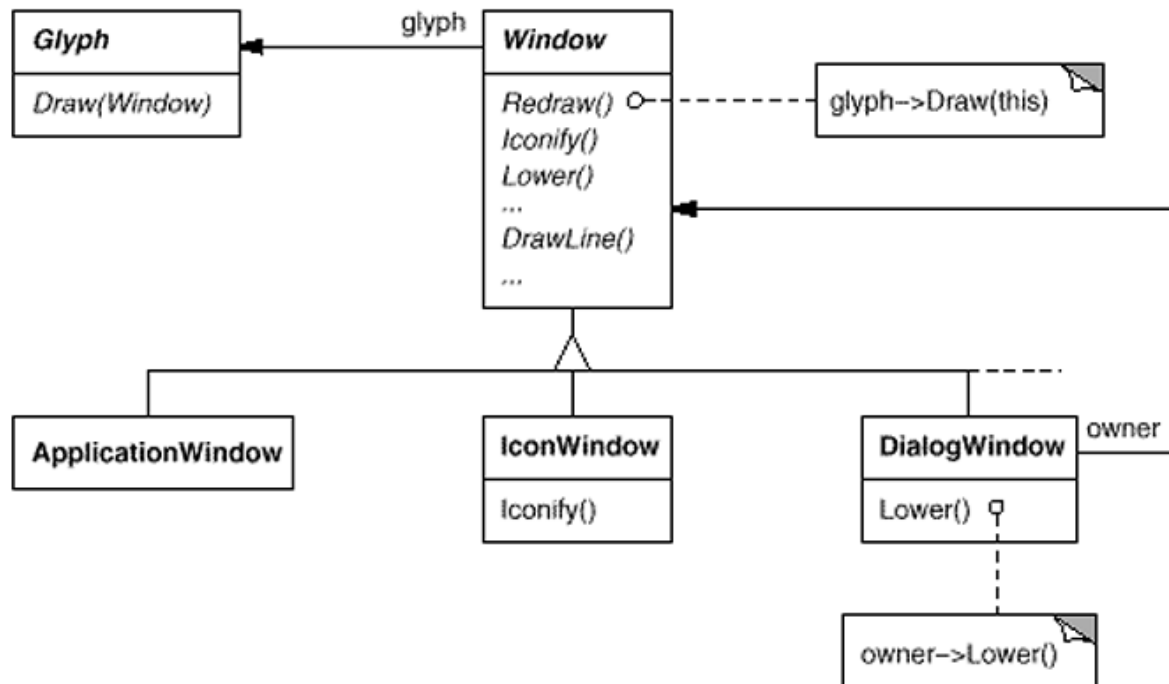 Glyph
Draw(Window)
glyph
Window
Redraw()
Iconify()
Lower()
...
DrawLine()
...
glyph->Draw(this)
ApplicationWindow
IconWindow
Iconify()
DialogWindow
Lower()
owner
owner->Lower()